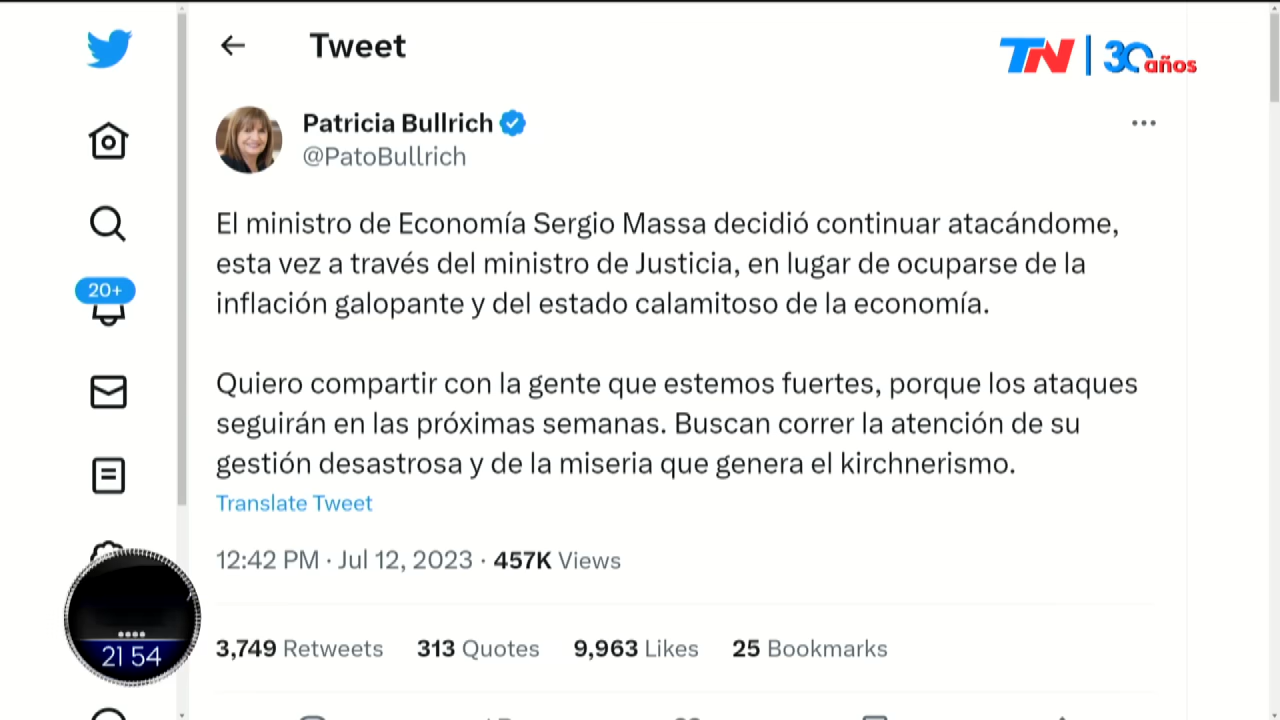 Tweet
TN | 30años
Patricia Bullrich
@PatoBullrich
El ministro de Economía Sergio Massa decidió continuar atacándome,
esta vez a través del ministro de Justicia, en lugar de ocuparse de la
inflación galopante y del estado calamitoso de la economía.
20+
Quiero compartir con la gente que estemos fuertes, porque los ataques
seguirán en las próximas semanas. Buscan correr la atención de su
gestión desastrosa y de la miseria que genera el kirchnerismo.
Translate Tweet
12:42 PM · Jul 12, 2023 · 457K Views
3,749 Retweets 313 Quotes 9,963 Likes 25 Bookmarks
21 54